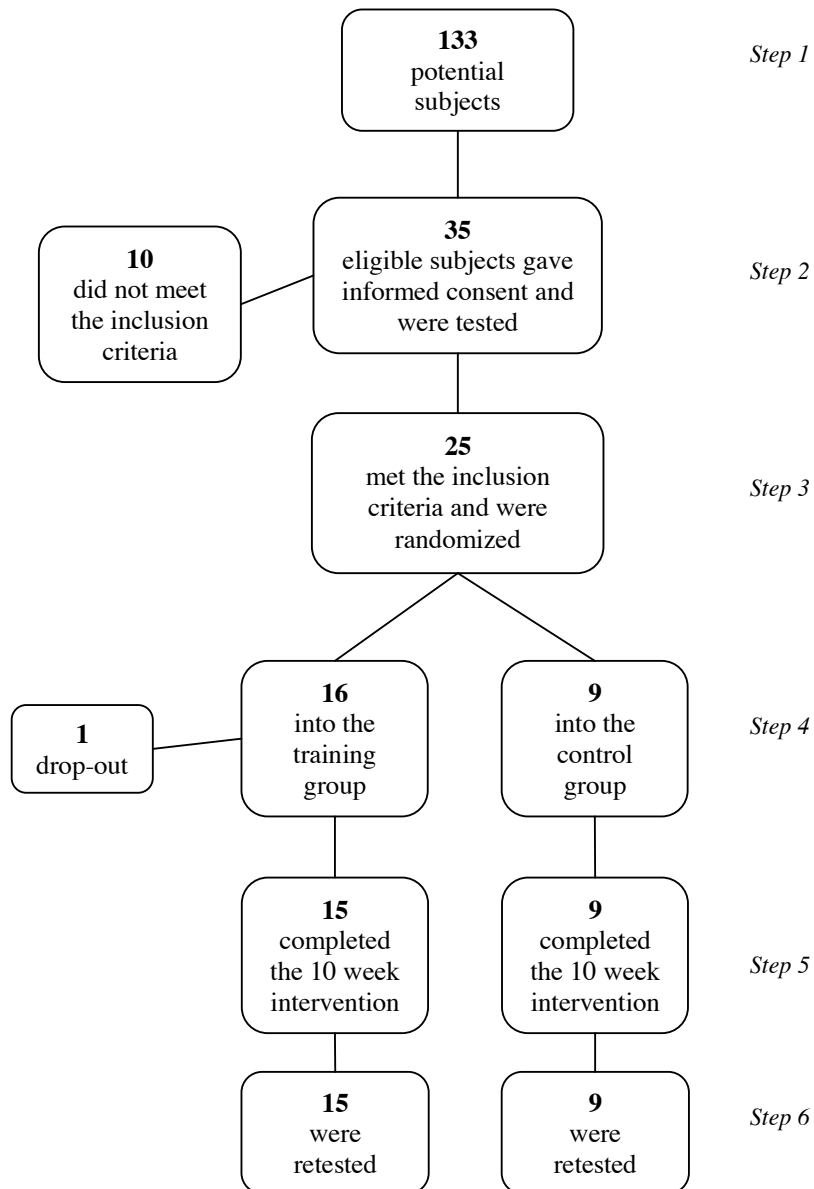 133
potential
subjects
Step 1
35
eligible subjects gave
informed consent and
were tested
10
did not meet
the inclusion
criteria
Step 2
25
met the inclusion
criteria and were
randomized
Step 3
16
into the
training
group
9
into the
control
group
1
drop-out
Step 4
15
completed
the 10 week
intervention
9
completed
the 10 week
intervention
Step 5
15
were
retested
9
were
retested
Step 6